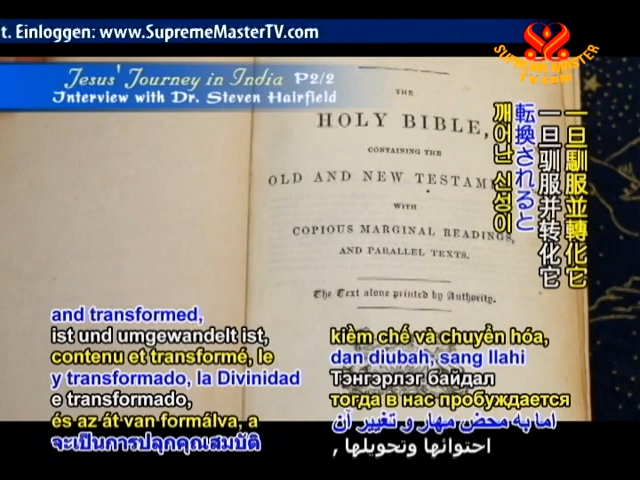 t. Einloggen: www.SupremeMasterTV.com
SUPREME MASTER
TV.com
Jesus' Journey in India P2/2
Interview with Dr. Steven Hairfield
THE
HOLY BIBLE,
CONTAINING THE
OLD AND NEW TESTAM
WITH
COPIOUS MARGINAL READINGS,
AND PARALLEL TEXTS.
The Text alone printed by Authority.
一旦馴服並轉化它
一旦驯服并转化它
転換されると
깨어난 신성이
and transformed,
ist und umgewandelt ist,
contenu et transformé, le
y transformado, la Divinidad
e transformado,
és az át van formálva, a
จะเป็นการปลุกคุณสมบัติ
kiềm chế và chuyển hóa,
dan diubah, sang Ilahi
Тэнгэрлэг байдал
тогда в нас пробуждается
اما به محض مهار و تغییر آن
احتوائها وتحويلها ,